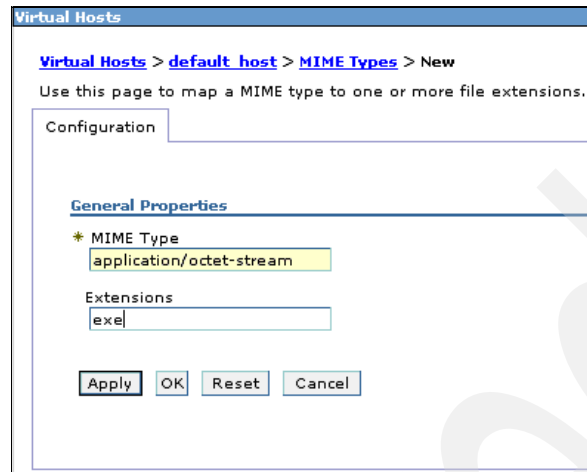 Virtual Hosts
Virtual Hosts > default_host > MIME Types > New
Use this page to map a MIME type to one or more file extensions.
Configuration
General Properties
* MIME Type
application/octet-stream
Extensions
exe
Apply OK Reset Cancel